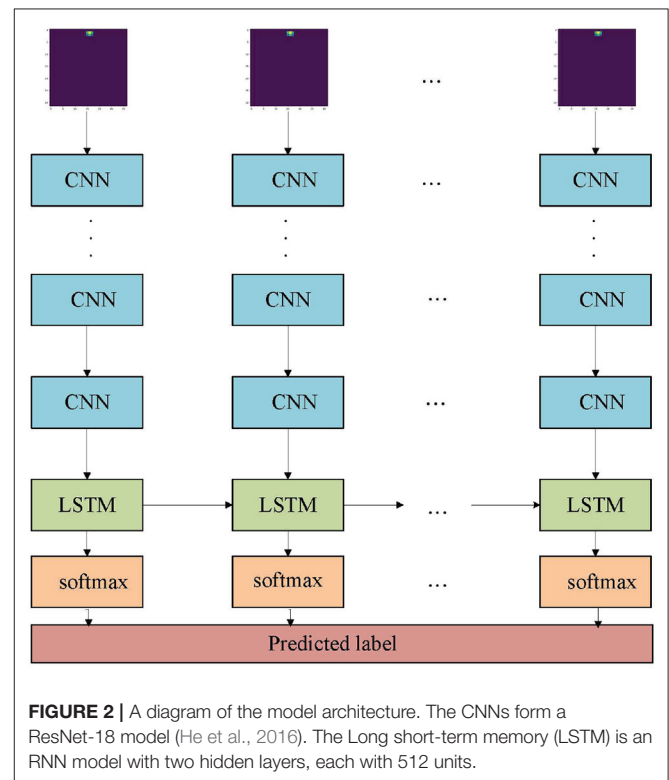 ...
CNN CNN ... CNN
CNN CNN ... CNN
CNN CNN ... CNN
LSTM LSTM ... LSTM
softmax softmax ... softmax
Predicted label
FIGURE 2 | A diagram of the model architecture. The CNNs form a
ResNet-18 model (He et al., 2016). The Long short-term memory (LSTM) is an
RNN model with two hidden layers, each with 512 units.